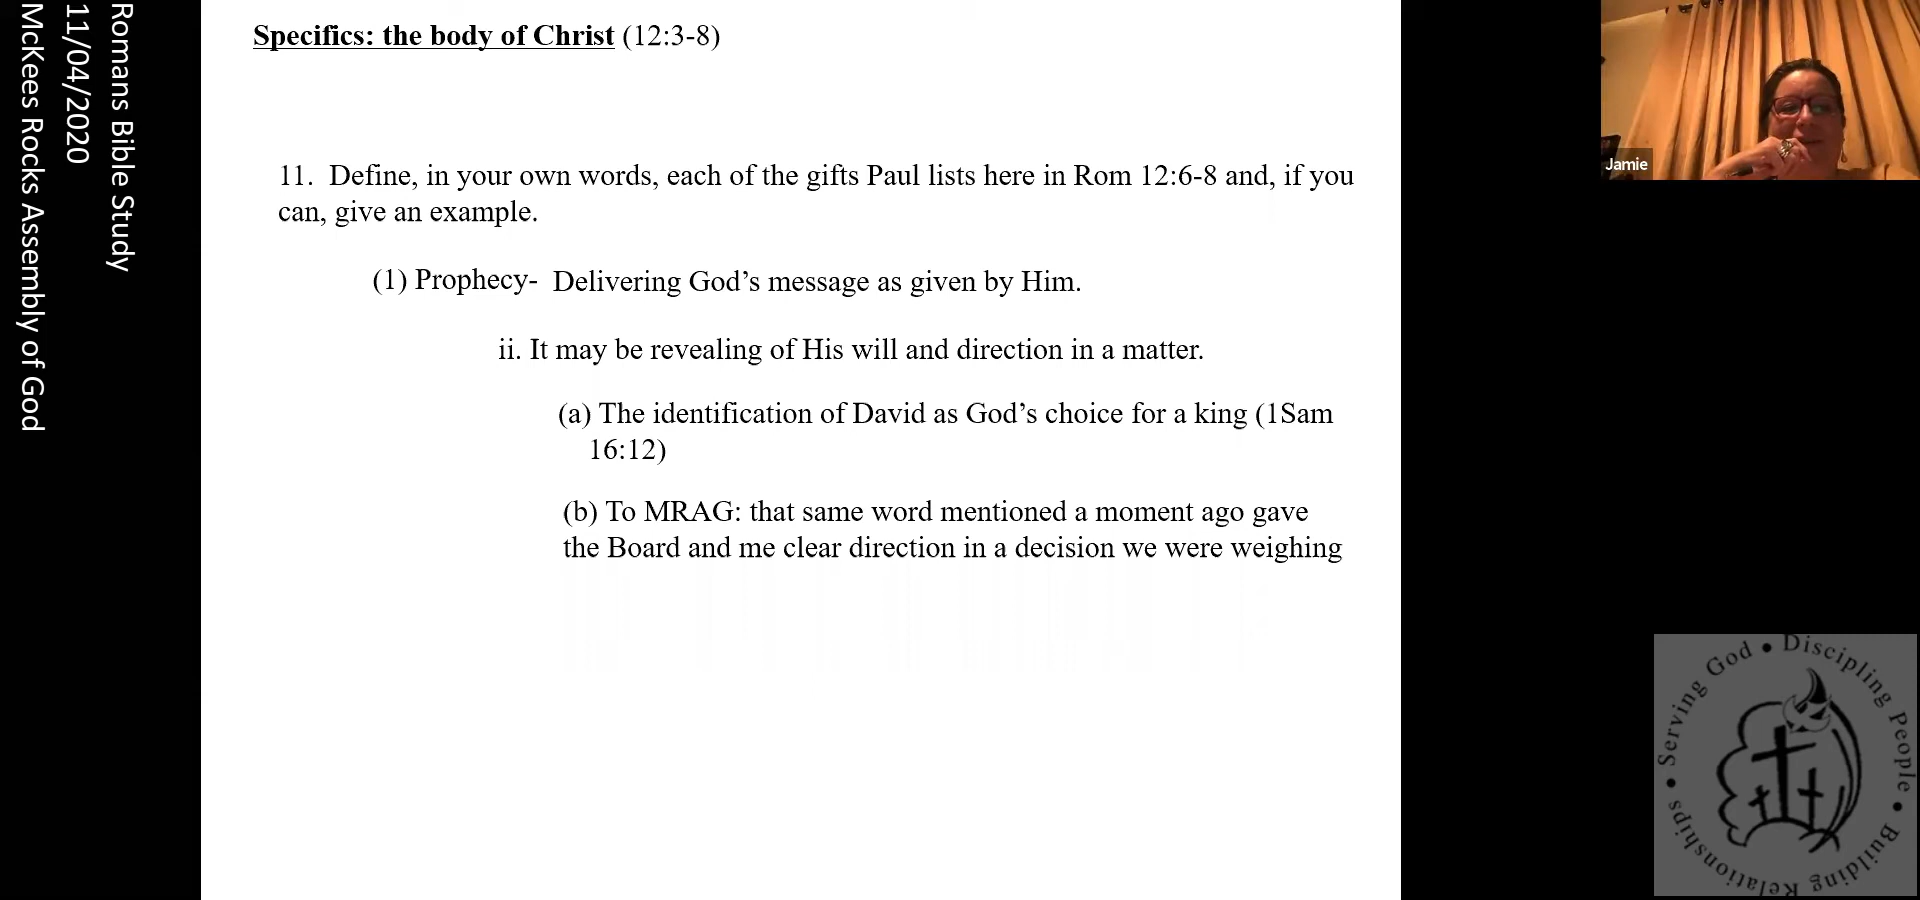 Romans Bible Study
11/04/2020
McKees Rocks Assembly of God
Specifics: the body of Christ (12:3-8)
11. Define, in your own words, each of the gifts Paul lists here in Rom 12:6-8 and, if you
can, give an example.
(1) Prophecy- Delivering God’s message as given by Him.
ii. It may be revealing of His will and direction in a matter.
(a) The identification of David as God’s choice for a king (1Sam
16:12)
(b) To MRAG: that same word mentioned a moment ago gave
the Board and me clear direction in a decision we were weighing
Jamie
Serving God • Discipling People • Building Relationships •